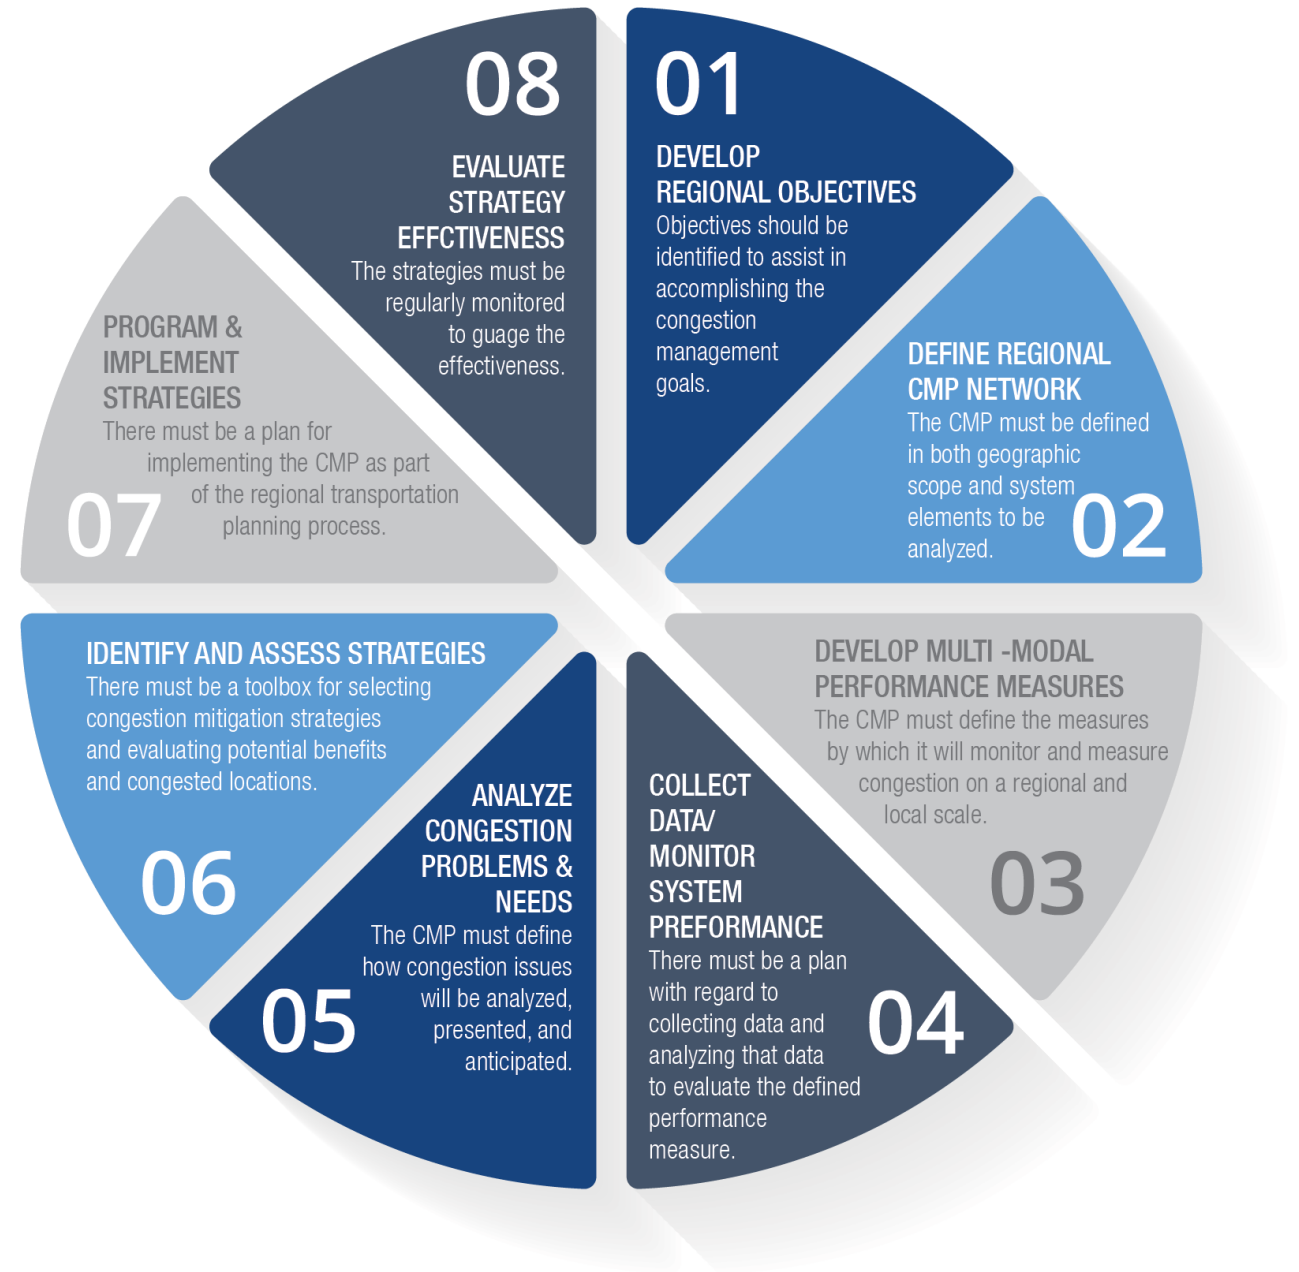 01
DEVELOP
REGIONAL OBJECTIVES
Objectives should be
identified to assist in
accomplishing the
congestion
management
goals.
DEFINE REGIONAL
CMP NETWORK
The CMP must be defined
in both geographic
scope and system
elements to be
analyzed.
02
DEVELOP MULTI -MODAL
PERFORMANCE MEASURES
The CMP must define the measures
by which it will monitor and measure
congestion on a regional and
local scale.
03
COLLECT
DATA/
MONITOR
SYSTEM
PREFORMANCE
There must be a plan
with regard to
collecting data and
analyzing that data
to evaluate the defined
performance
measure.
04
ANALYZE
CONGESTION
PROBLEMS &
NEEDS
The CMP must define
how congestion issues
will be analyzed,
presented, and
anticipated.
05
IDENTIFY AND ASSESS STRATEGIES
There must be a toolbox for selecting
congestion mitigation strategies
and evaluating potential benefits
and congested locations.
06
PROGRAM &
IMPLEMENT
STRATEGIES
There must be a plan for
implementing the CMP as part
of the regional transportation
planning process.
07
08
EVALUATE
STRATEGY
EFFCTIVENESS
The strategies must be
regularly monitored
to guage the
effectiveness.